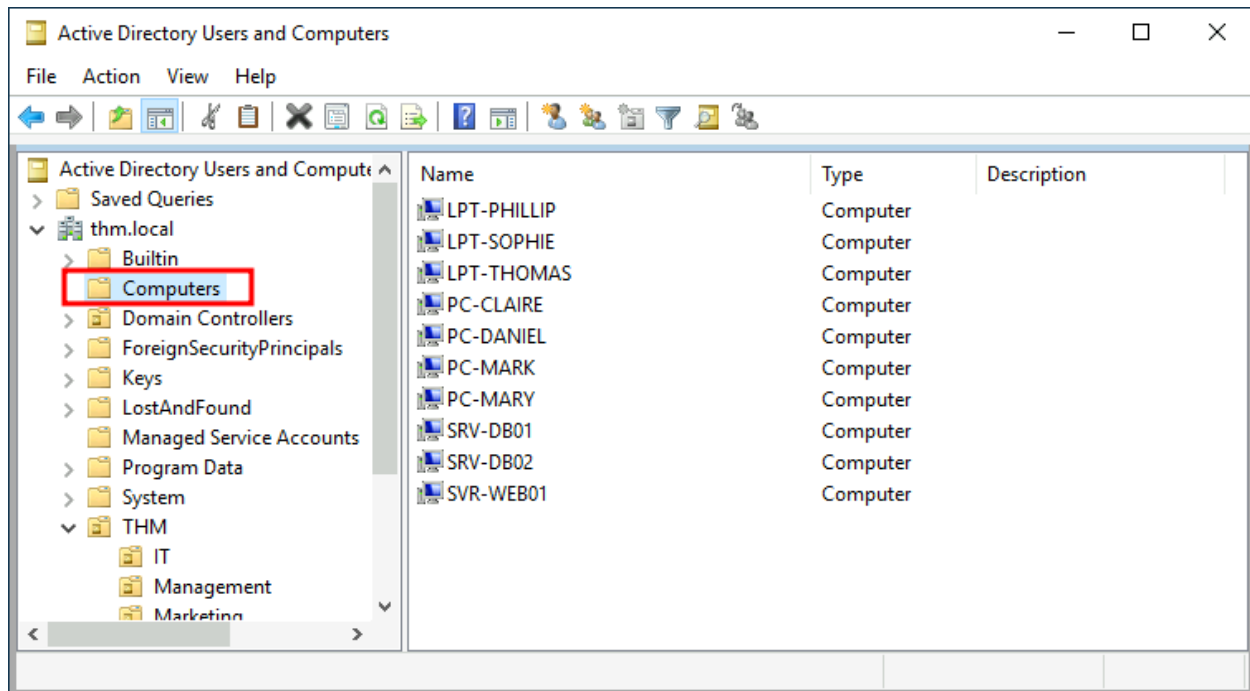 Active Directory Users and Computers
File Action View Help
Active Directory Users and Compute
Saved Queries
thm.local
Builtin
Computers
Domain Controllers
ForeignSecurityPrincipals
Keys
LostAndFound
Managed Service Accounts
Program Data
System
THM
IT
Management
Marketing
Name Type Description
LPT-PHILLIP Computer
LPT-SOPHIE Computer
LPT-THOMAS Computer
PC-CLAIRE Computer
PC-DANIEL Computer
PC-MARK Computer
PC-MARY Computer
SRV-DB01 Computer
SRV-DB02 Computer
SVR-WEB01 Computer